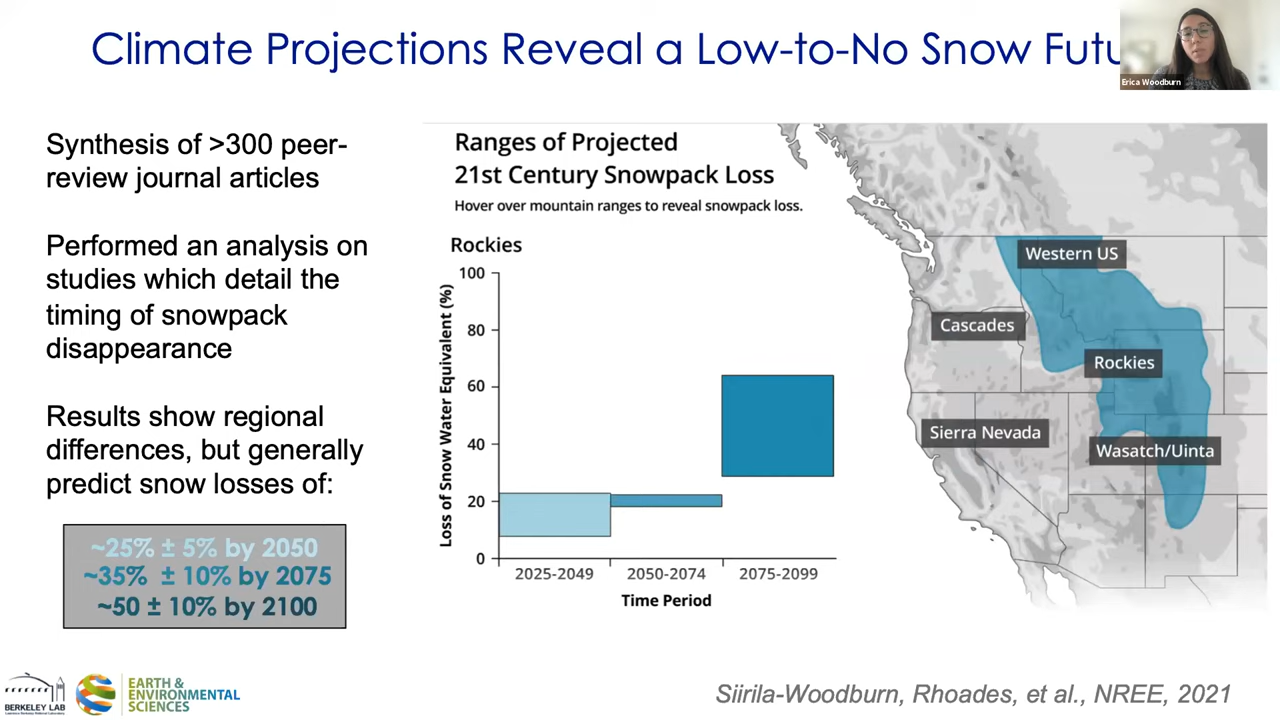 Climate Projections Reveal a Low-to-No Snow Futu
Erica Woodburn
Synthesis of >300 peer-
review journal articles
Performed an analysis on
studies which detail the
timing of snowpack
disappearance
Results show regional
differences, but generally
predict snow losses of:
~25% ± 5% by 2050
~35% ± 10% by 2075
~50 ± 10% by 2100
Ranges of Projected
21st Century Snowpack Loss
Hover over mountain ranges to reveal snowpack loss.
Rockies
Loss of Snow Water Equivalent (%)
100
80
60
40
20
0
2025-2049 2050-2074 2075-2099
Time Period
Western US
Cascades
Rockies
Sierra Nevada
Wasatch/Uinta
BERKELEY LAB
EARTH &
ENVIRONMENTAL
SCIENCES
Siirila-Woodburn, Rhoades, et al., NREE, 2021